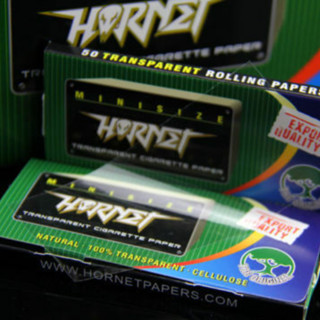 HORNET
TRANSPARENT CIGARETTE PAPER
50 TRANSPARENT ROLLING PAPERS
MINISIZE
HORNET
TRANSPARENT CIGARETTE PAPER
EXPORT
QUALITY
MINISIZE
HORNET
TRANSPARENT CIGARETTE PAPER
EXPORT
QUALITY
NATURAL 100% TRANSPARENT CELLULOSE
WWW.HORNETPAPERS.COM